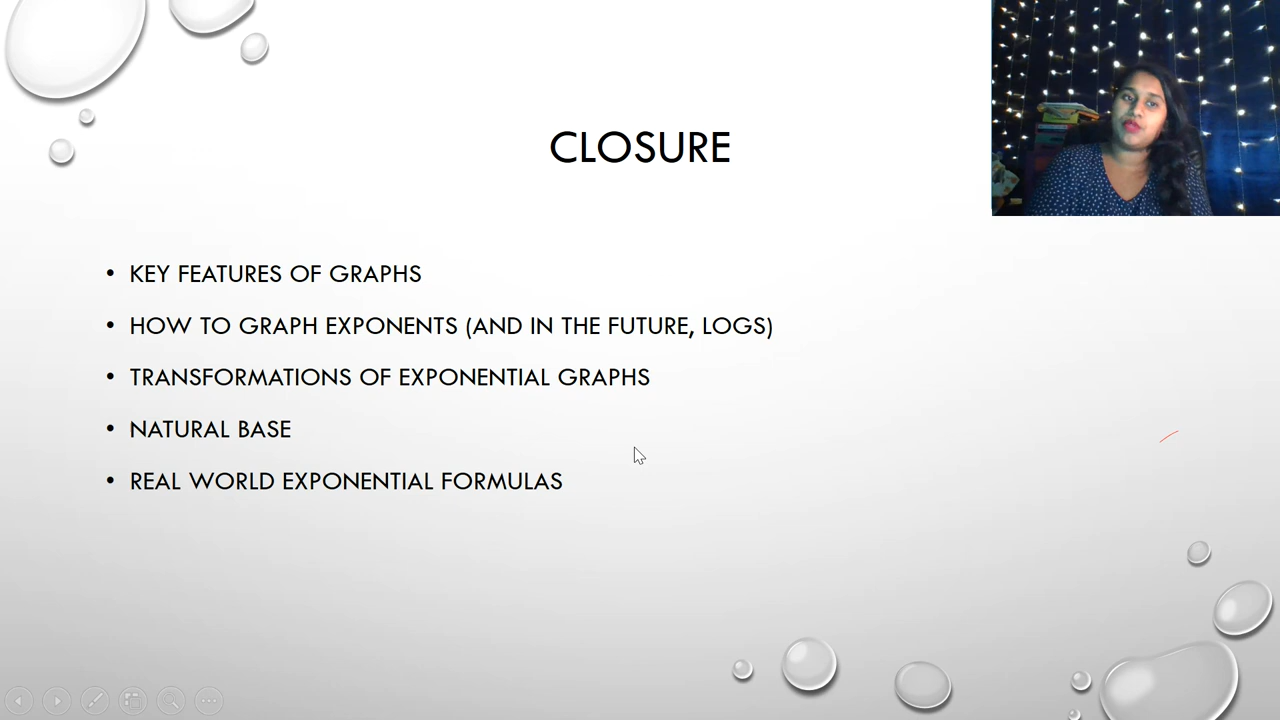 CLOSURE
• KEY FEATURES OF GRAPHS
• HOW TO GRAPH EXPONENTS (AND IN THE FUTURE, LOGS)
• TRANSFORMATIONS OF EXPONENTIAL GRAPHS
• NATURAL BASE
• REAL WORLD EXPONENTIAL FORMULAS